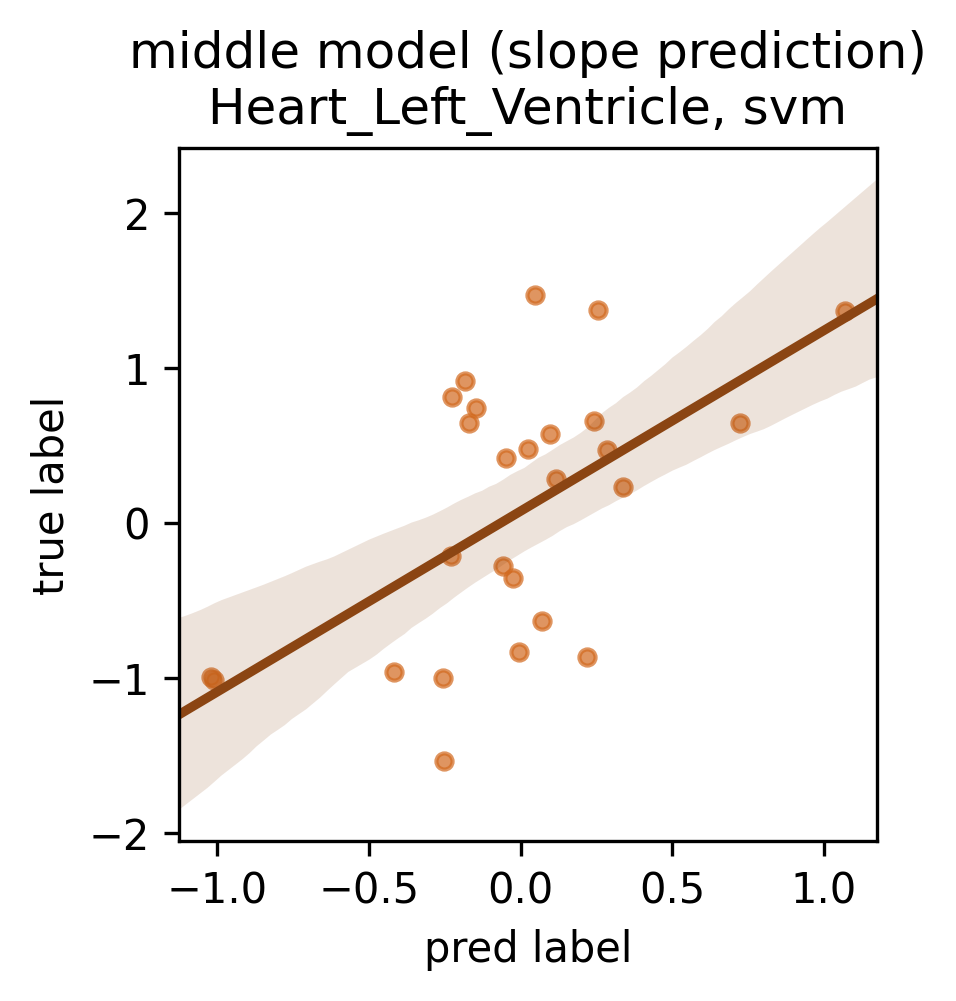 middle model (slope prediction)
Heart_Left_Ventricle, svm
2
1
0
−1
−2
true label
−1.0 −0.5 0.0 0.5 1.0
pred label